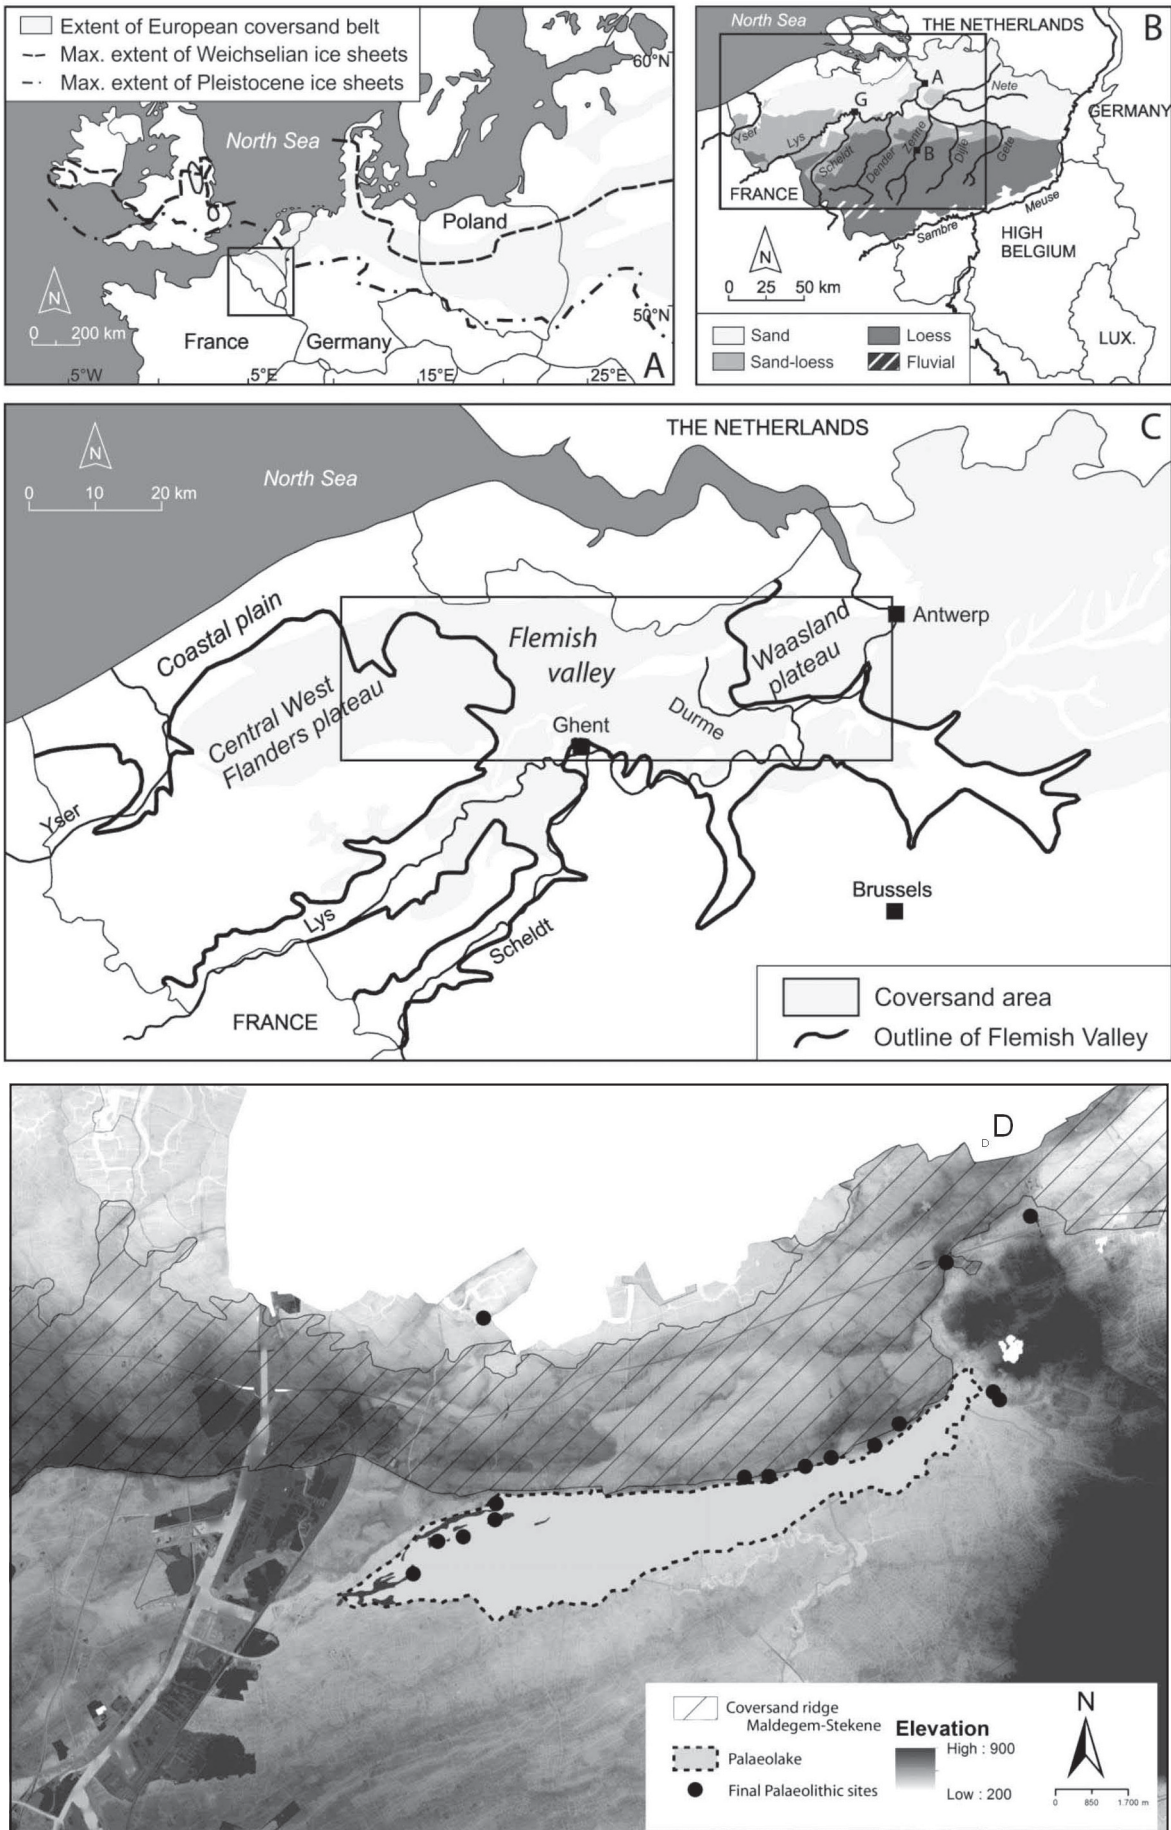 Extent of European coversand belt
Max. extent of Weichselian ice sheets
Max. extent of Pleistocene ice sheets
60°N
North Sea
Poland
N
0 200 km
France
Germany
50°N
5°W
5°E
15°E
25°E
A
North Sea
THE NETHERLANDS
B
A
Nete
G
GERMANY
Yser
Lys
Scheldt
Dender
Zenne
B
Dijle
Gete
FRANCE
Meuse
Sambre
HIGH
BELGIUM
N
0 25 50 km
LUX.
Sand
Loess
Sand-loess
Fluvial
THE NETHERLANDS
C
N
North Sea
0 10 20 km
Coastal plain
Flemish
valley
Waasland
plateau
Antwerp
Central West
Flanders plateau
Durme
Ghent
Yser
Brussels
Lys
Scheldt
FRANCE
Coversand area
Outline of Flemish Valley
D
D
Coversand ridge
Maldegem-Stekene
Elevation
N
Palaeolake
High : 900
Final Palaeolithic sites
Low : 200
0 850 1.700 m